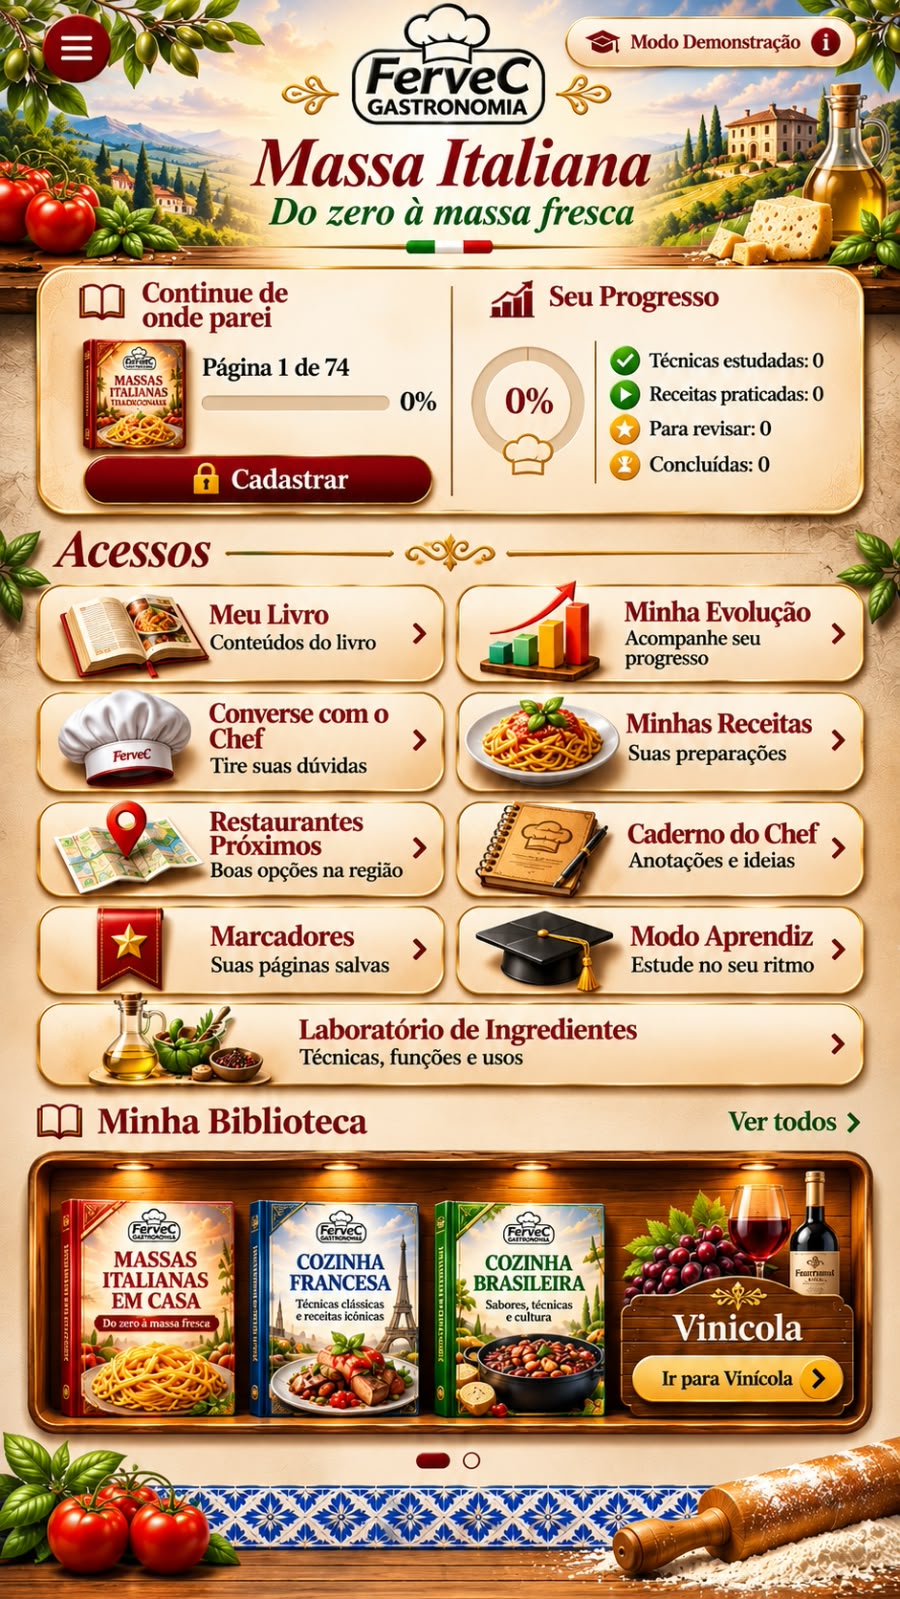 FerveC
GASTRONOMIA
Modo Demonstração
i
Massa Italiana
Do zero à massa fresca
Continue de
onde parei
FerveC
GASTRONOMIA
MASSAS
ITALIANAS
TRADICIONAIS
Página 1 de 74
0%
Cadastrar
Seu Progresso
0%
Técnicas estudadas: 0
Receitas praticadas: 0
Para revisar: 0
Concluídas: 0
Acessos
Meu Livro
Conteúdos do livro
Minha Evolução
Acompanhe seu
progresso
FerveC
Converse com o
Chef
Tire suas dúvidas
Minhas Receitas
Suas preparações
Restaurantes
Próximos
Boas opções na região
Caderno do Chef
Anotações e ideias
Marcadores
Suas páginas salvas
Modo Aprendiz
Estude no seu ritmo
Laboratório de Ingredientes
Técnicas, funções e usos
Minha Biblioteca
Ver todos
FerveC
GASTRONOMIA
MASSAS
ITALIANAS
EM CASA
Do zero à massa fresca
FerveC
GASTRONOMIA
COZINHA
FRANCESA
Técnicas clássicas
e receitas icônicas
FerveC
GASTRONOMIA
COZINHA
BRASILEIRA
Sabores, técnicas
e cultura
Vinicola
Ir para Vinícola